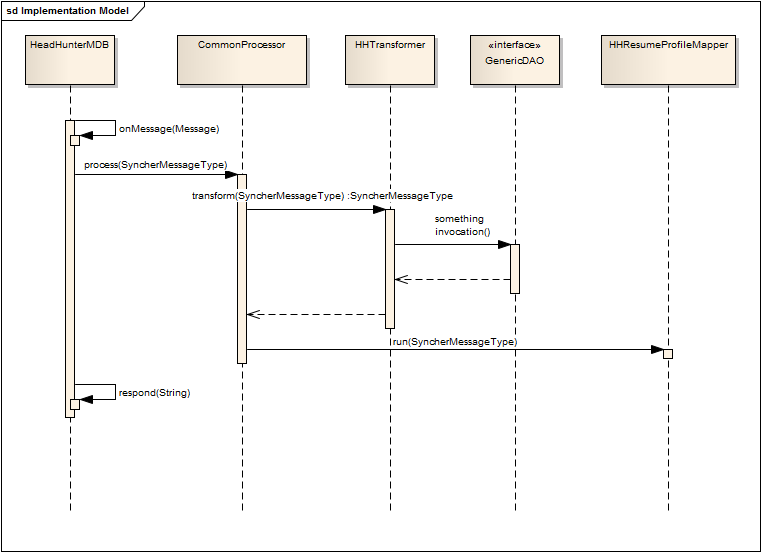 sd Implementation Model
HeadHunterMDB
CommonProcessor
HHTransformer
«interface»
GenericDAO
HHResumeProfileMapper
onMessage(Message)
process(SyncherMessageType)
transform(SyncherMessageType) :SyncherMessageType
something
invocation()
run(SyncherMessageType)
respond(String)